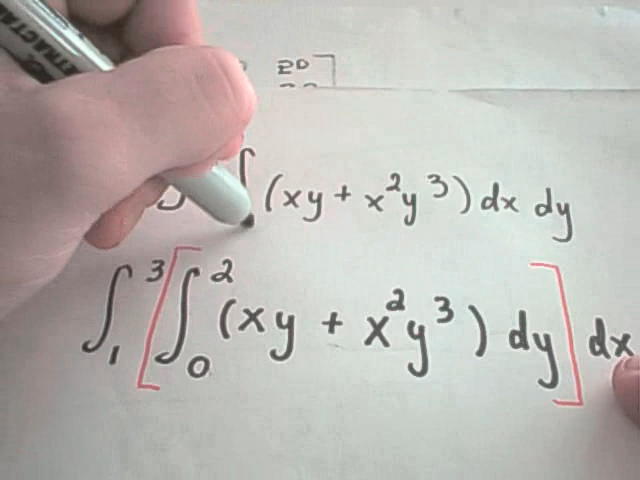 20
∫ (xy + x²y³) dx dy
∫₁³ [∫₀² (xy + x²y³) dy] dx